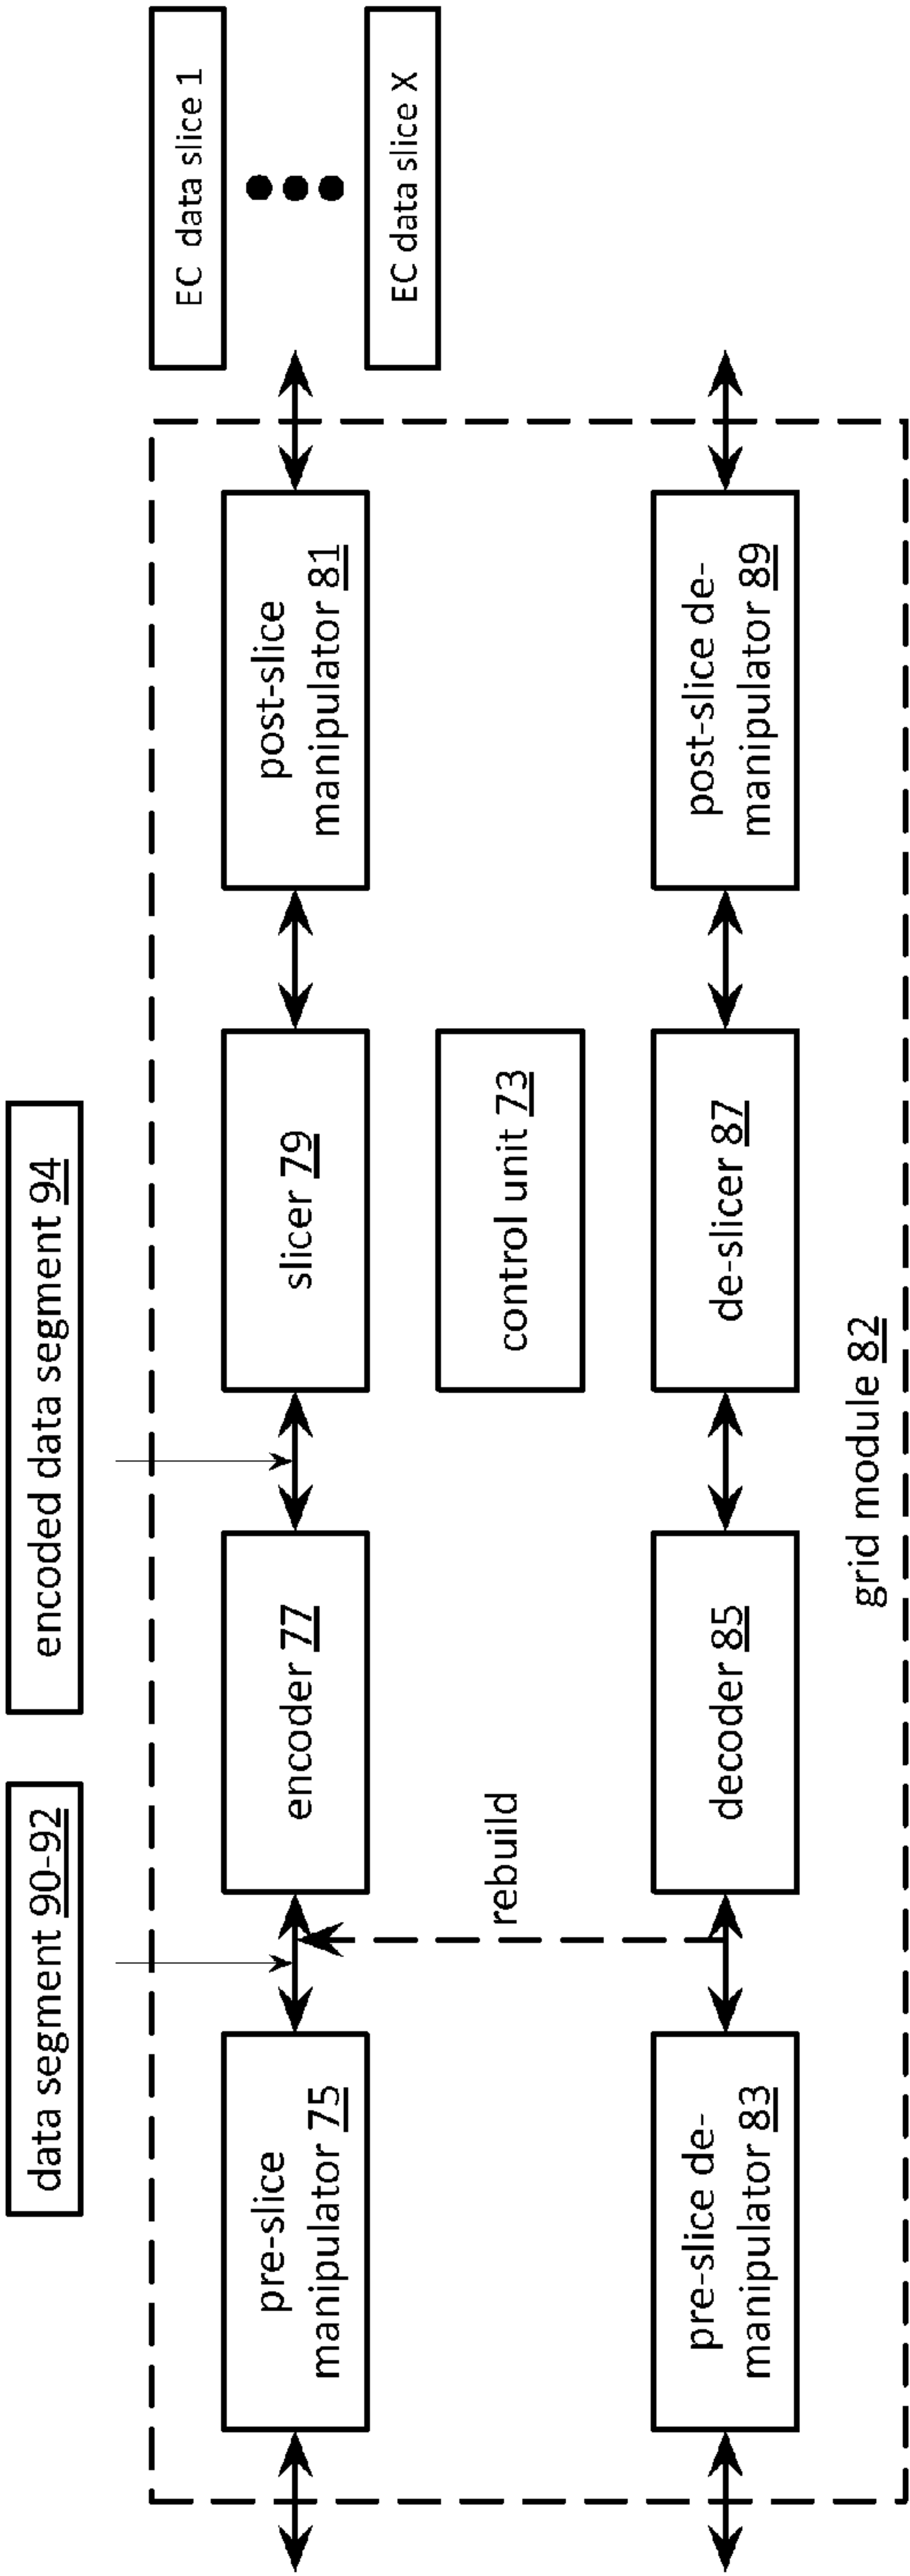 data segment 90-92
encoded data segment 94
pre-slice
manipulator 75
encoder 77
slicer 79
post-slice
manipulator 81
EC data slice 1
EC data slice X
rebuild
control unit 73
pre-slice de-
manipulator 83
decoder 85
de-slicer 87
post-slice de-
manipulator 89
grid module 82